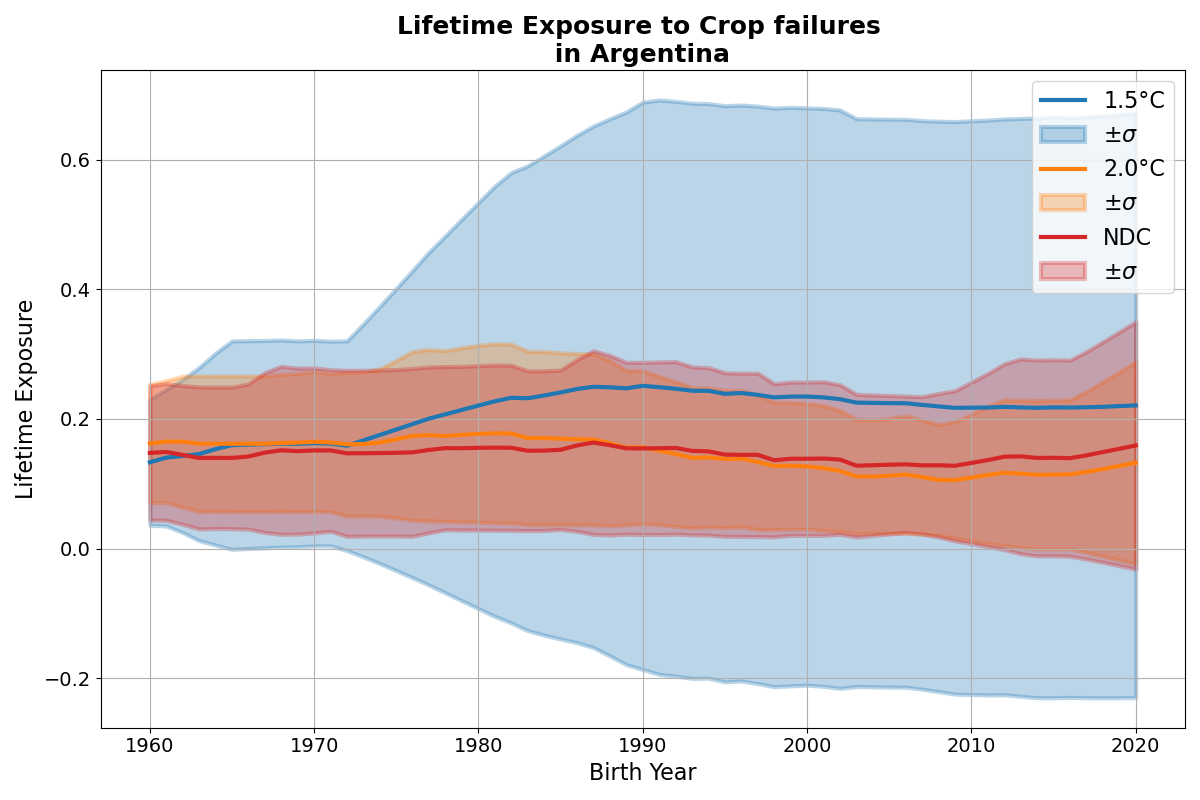 Lifetime Exposure to Crop failures
in Argentina
1.5°C
±σ
2.0°C
±σ
NDC
±σ
Lifetime Exposure
0.6
0.4
0.2
0.0
−0.2
1960 1970 1980 1990 2000 2010 2020
Birth Year